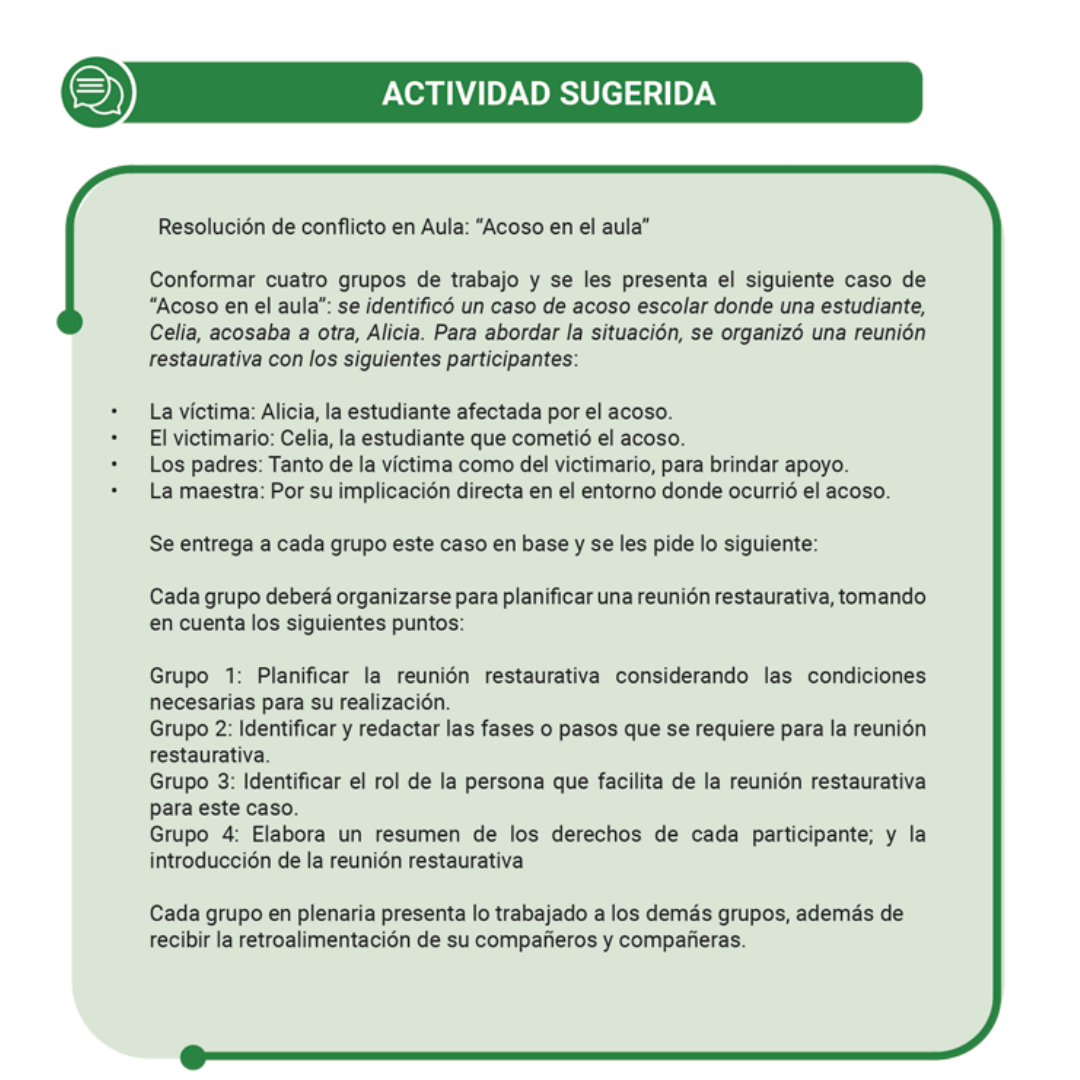 ACTIVIDAD SUGERIDA
Resolución de conflicto en Aula: “Acoso en el aula”
Conformar cuatro grupos de trabajo y se les presenta el siguiente caso de
“Acoso en el aula”: se identificó un caso de acoso escolar donde una estudiante,
Celia, acosaba a otra, Alicia. Para abordar la situación, se organizó una reunión
restaurativa con los siguientes participantes:
• La víctima: Alicia, la estudiante afectada por el acoso.
• El victimario: Celia, la estudiante que cometió el acoso.
• Los padres: Tanto de la víctima como del victimario, para brindar apoyo.
• La maestra: Por su implicación directa en el entorno donde ocurrió el acoso.
Se entrega a cada grupo este caso en base y se les pide lo siguiente:
Cada grupo deberá organizarse para planificar una reunión restaurativa, tomando
en cuenta los siguientes puntos:
Grupo 1: Planificar la reunión restaurativa considerando las condiciones
necesarias para su realización.
Grupo 2: Identificar y redactar las fases o pasos que se requiere para la reunión
restaurativa.
Grupo 3: Identificar el rol de la persona que facilita de la reunión restaurativa
para este caso.
Grupo 4: Elabora un resumen de los derechos de cada participante; y la
introducción de la reunión restaurativa
Cada grupo en plenaria presenta lo trabajado a los demás grupos, además de
recibir la retroalimentación de su compañeros y compañeras.